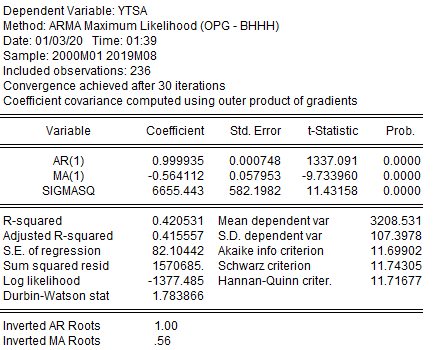 Dependent Variable: YTSA
Method: ARMA Maximum Likelihood (OPG - BHHH)
Date: 01/03/20 Time: 01:39
Sample: 2000M01 2019M08
Included observations: 236
Convergence achieved after 30 iterations
Coefficient covariance computed using outer product of gradients
Variable Coefficient Std. Error t-Statistic Prob.
AR(1) 0.999935 0.000748 1337.091 0.0000
MA(1) -0.564112 0.057953 -9.733960 0.0000
SIGMASQ 6655.443 582.1982 11.43158 0.0000
R-squared 0.420531 Mean dependent var 3208.531
Adjusted R-squared 0.415557 S.D. dependent var 107.3978
S.E. of regression 82.10442 Akaike info criterion 11.69902
Sum squared resid 1570685. Schwarz criterion 11.74305
Log likelihood -1377.485 Hannan-Quinn criter. 11.71677
Durbin-Watson stat 1.783866
Inverted AR Roots 1.00
Inverted MA Roots .56